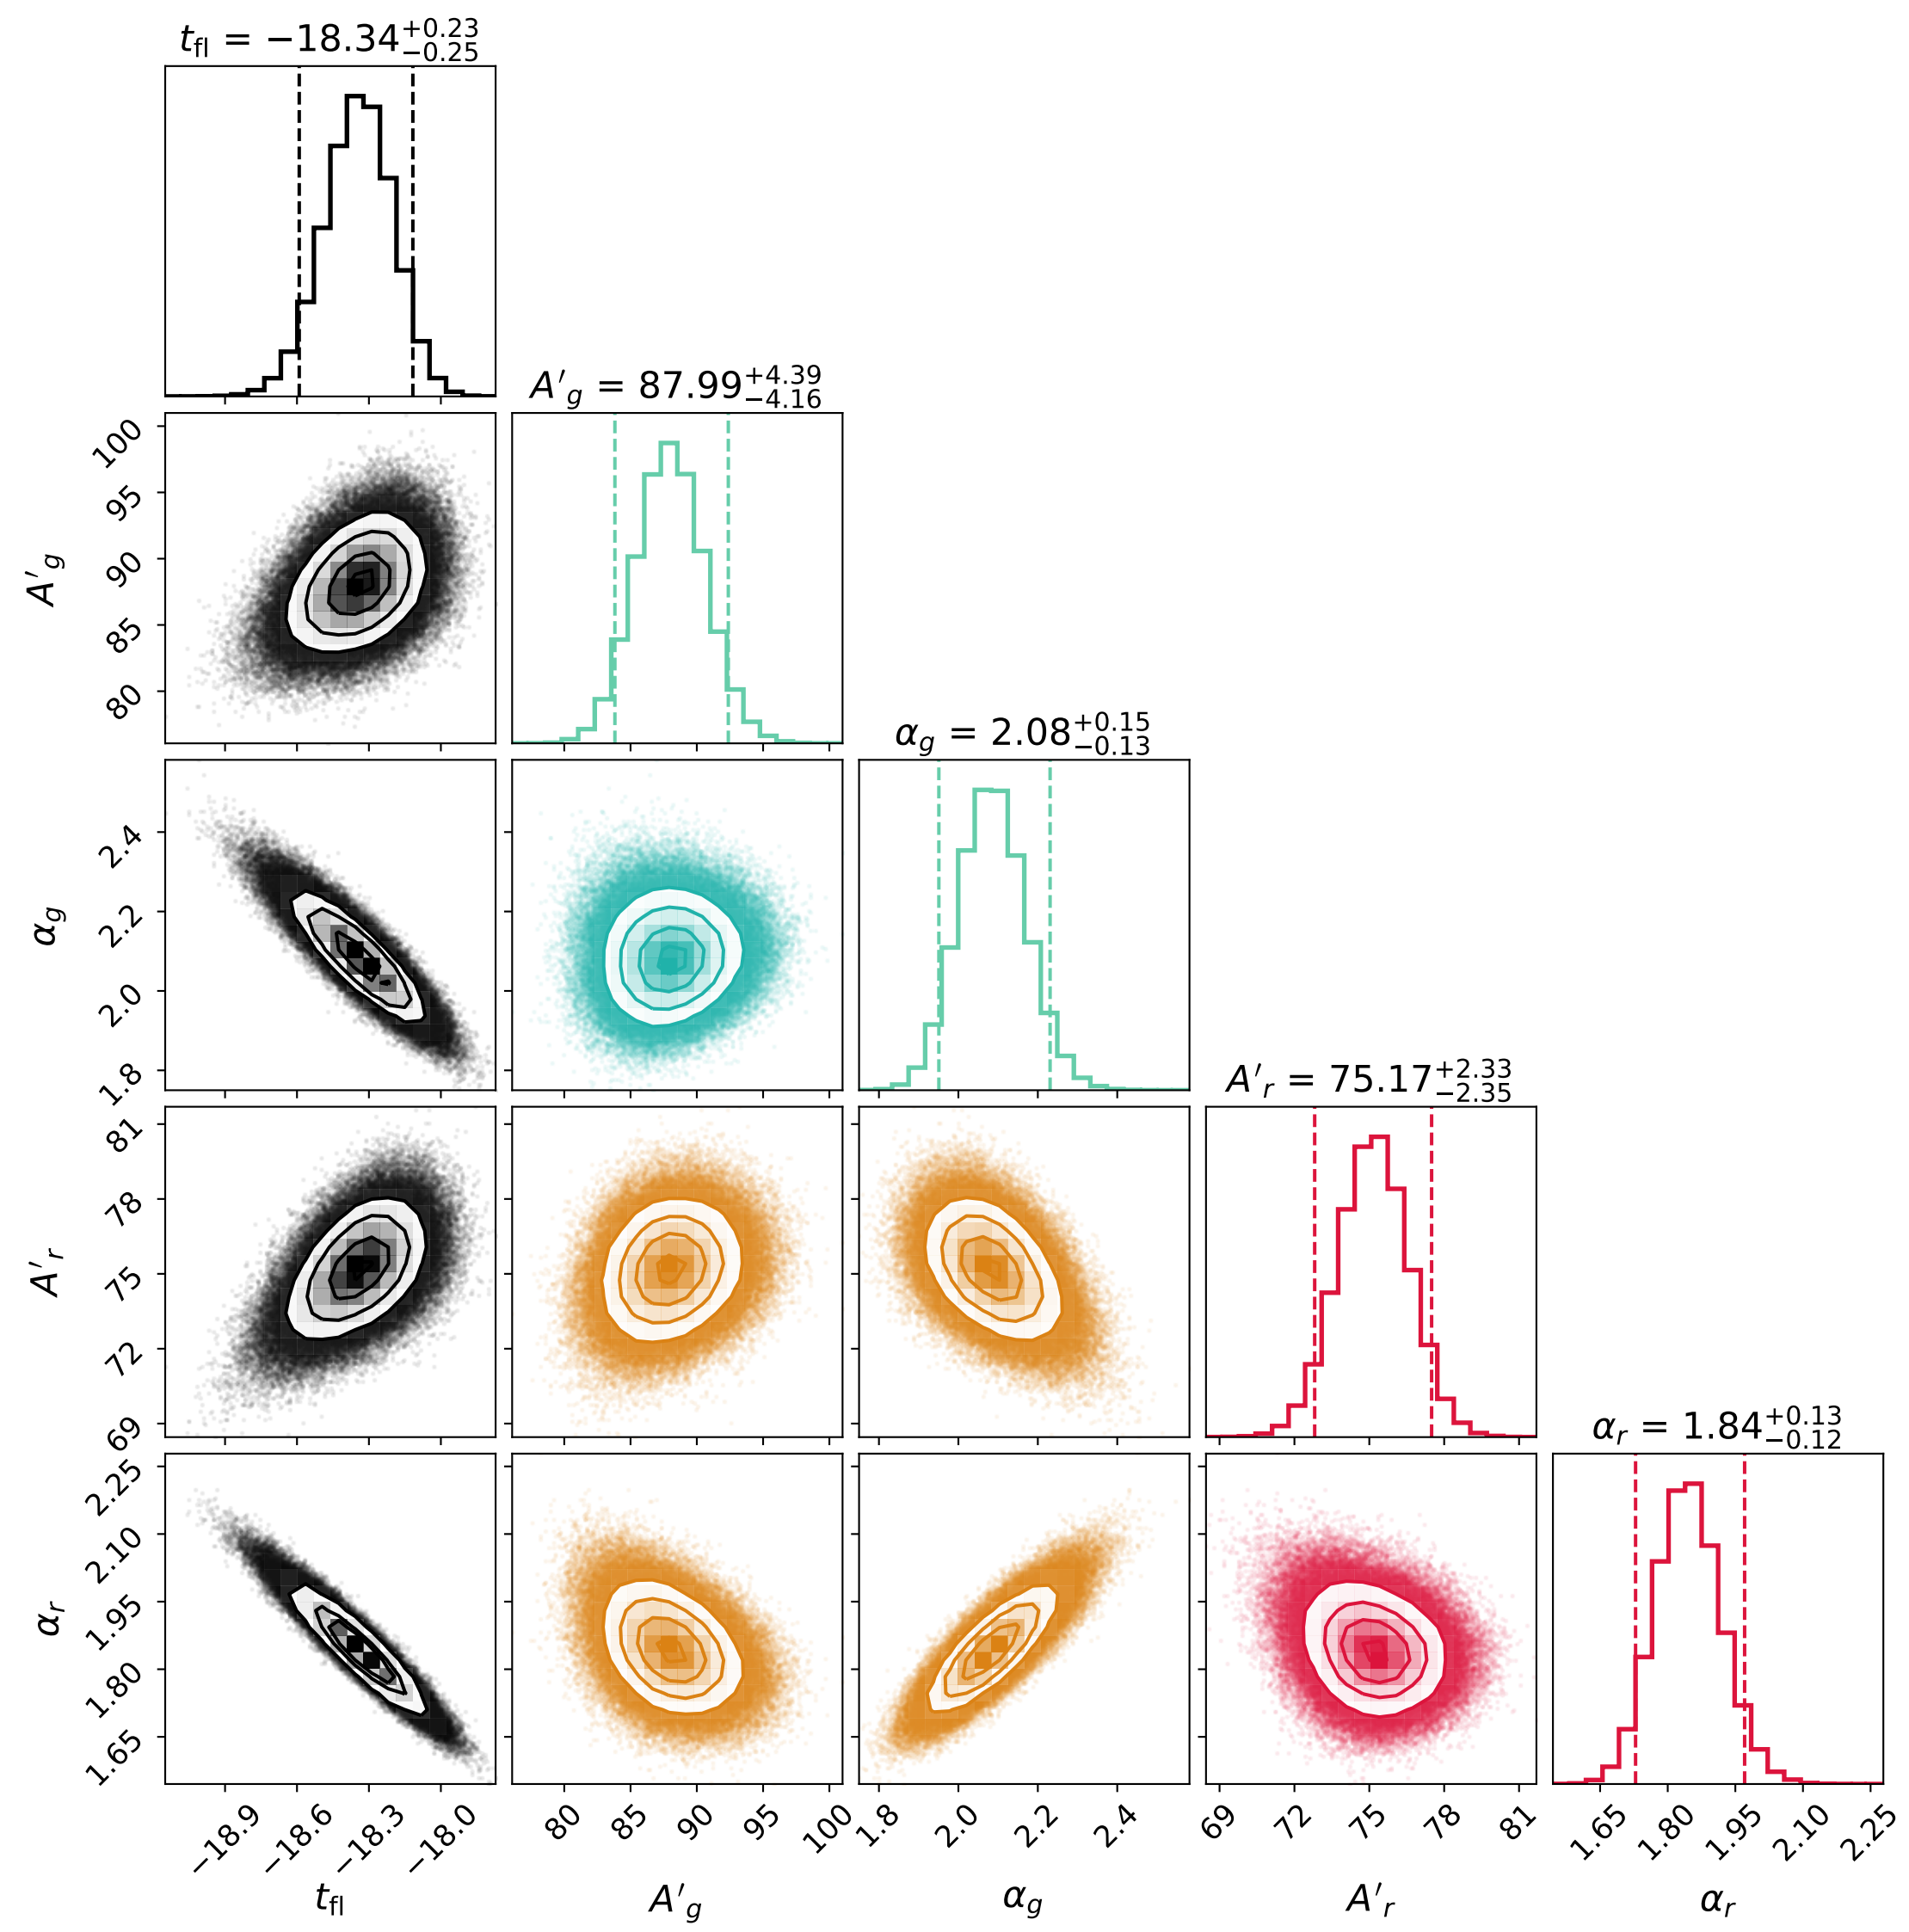 t_fl = −18.34 +0.23 −0.25
A′_g = 87.99 +4.39 −4.16
100
95
90
85
80
A′_g
α_g = 2.08 +0.15 −0.13
2.4
2.2
2.0
1.8
α_g
A′_r = 75.17 +2.33 −2.35
81
78
75
72
69
A′_r
α_r = 1.84 +0.13 −0.12
2.25
2.10
1.95
1.80
1.65
α_r
−18.9 −18.6 −18.3 −18.0 80 85 90 95 100 1.8 2.0 2.2 2.4 69 72 75 78 81 1.65 1.80 1.95 2.10 2.25
t_fl A′_g α_g A′_r α_r